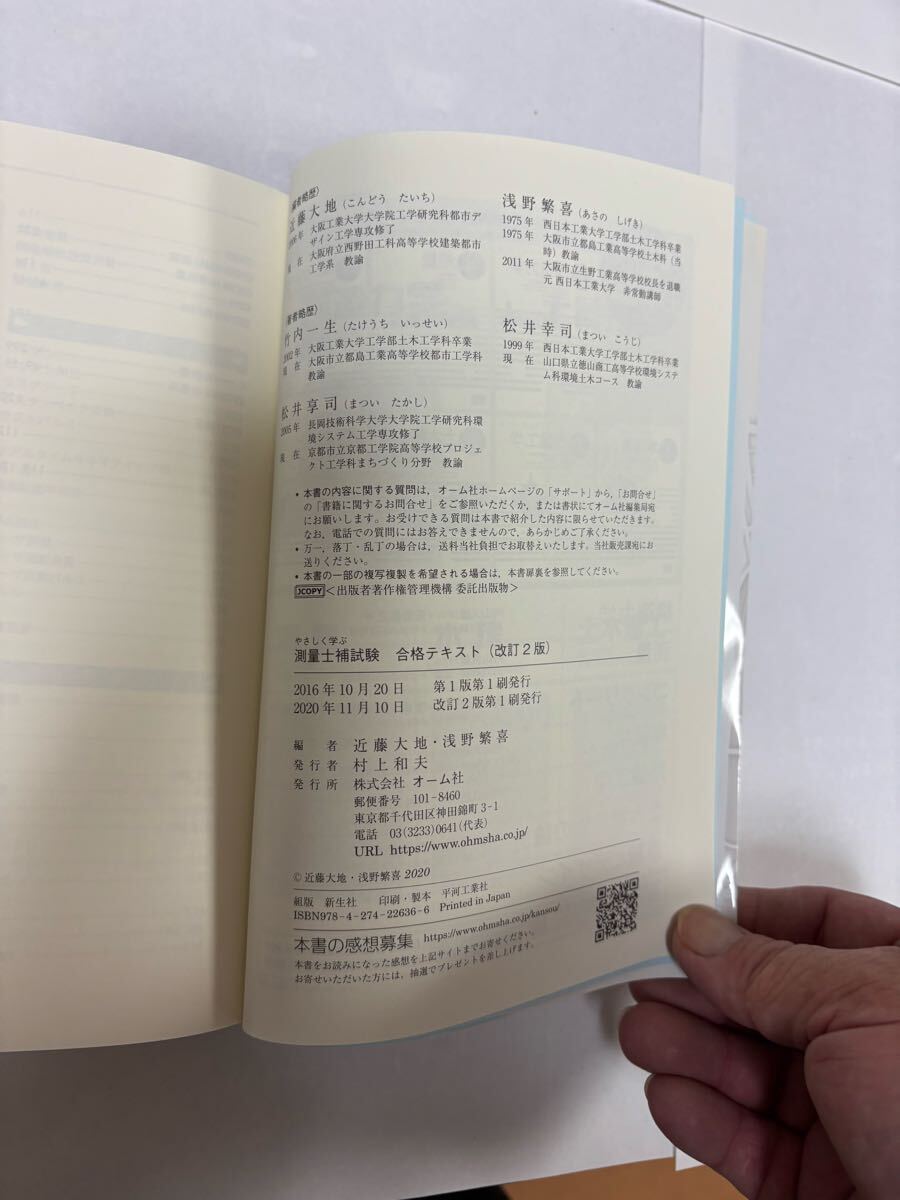 者略歴〉
近藤大地(こんどう たいち)
大阪工業大学大学院工学研究科都市デ
ザイン工学専攻修了
現 在 大阪府立西野田工科高等学校建築都市
工学系 教諭
浅野繁喜(あさの しげき)
1975年 西日本工業大学工学部土木工学科卒業
1975年 大阪市立都島工業高等学校土木科(当
時)教諭
2011年 大阪市立生野工業高等学校校長を退職
元 西日本工業大学 非常勤講師
著者略歴〉
竹内一生(たけうち いっせい)
2002年 大阪工業大学工学部土木工学科卒業
現 在 大阪市立都島工業高等学校都市工学科
教諭
松井幸司(まつい こうじ)
1999年 西日本工業大学工学部土木工学科卒業
現 在 山口県立徳山商工高等学校環境システ
ム科環境土木コース 教諭
松井享司(まつい たかし)
2005年 長岡技術科学大学大学院工学研究科環
境システム工学専攻修了
現 在 京都市立京都工学院高等学校プロジェ
クト工学科まちづくり分野 教諭
• 本書の内容に関する質問は,オーム社ホームページの「サポート」から,「お問合せ」
の「書籍に関するお問合せ」をご参照いただくか,または書状にてオーム社編集局宛
にお願いします。お受けできる質問は本書で紹介した内容に限らせていただきます。
なお,電話での質問にはお答えできませんので,あらかじめご了承ください。
• 万一,落丁・乱丁の場合は,送料当社負担でお取替えいたします。当社販売課宛にお
送りください。
• 本書の一部の複写複製を希望される場合は,本書扉裏を参照してください。
JCOPY<出版者著作権管理機構 委託出版物>
やさしく学ぶ
測量士補試験 合格テキスト(改訂2版)
2016年10月20日 第1版第1刷発行
2020年11月10日 改訂2版第1刷発行
編 者 近藤大地・浅野繁喜
発行者 村上和夫
発行所 株式会社 オーム社
郵便番号 101-8460
東京都千代田区神田錦町3-1
電話 03(3233)0641(代表)
URL https://www.ohmsha.co.jp/
© 近藤大地・浅野繁喜 2020
組版 新生社 印刷・製本 平河工業社
ISBN978-4-274-22636-6 Printed in Japan
本書の感想募集 https://www.ohmsha.co.jp/kansou/
本書をお読みになった感想を上記サイトまでお寄せください。
お寄せいただいた方には,抽選でプレゼントを差し上げます。